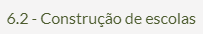 6.2 - Construção de escolas